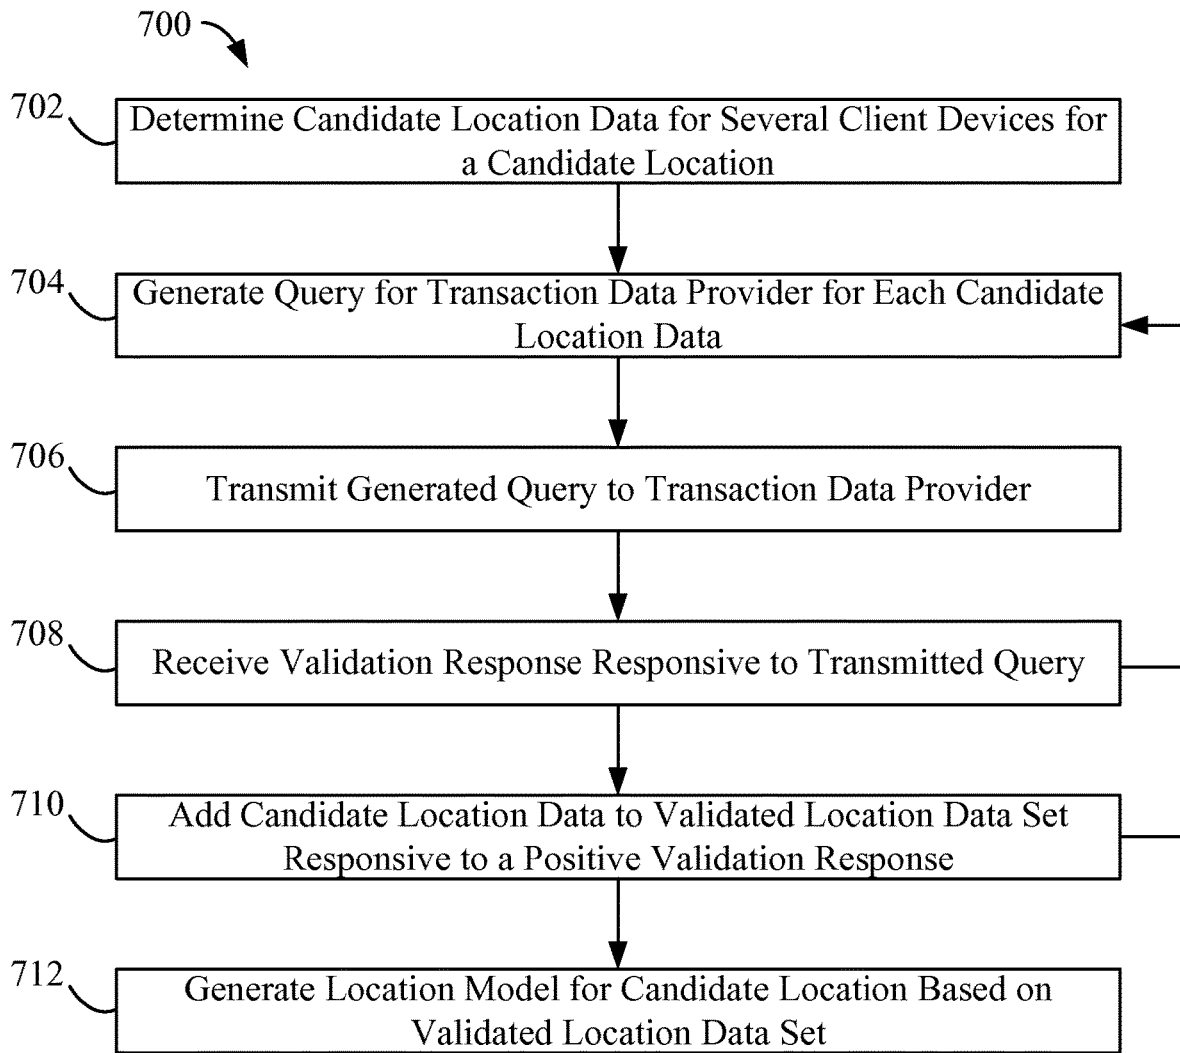 700
702
Determine Candidate Location Data for Several Client Devices for
a Candidate Location
704
Generate Query for Transaction Data Provider for Each Candidate
Location Data
706
Transmit Generated Query to Transaction Data Provider
708
Receive Validation Response Responsive to Transmitted Query
710
Add Candidate Location Data to Validated Location Data Set
Responsive to a Positive Validation Response
712
Generate Location Model for Candidate Location Based on
Validated Location Data Set